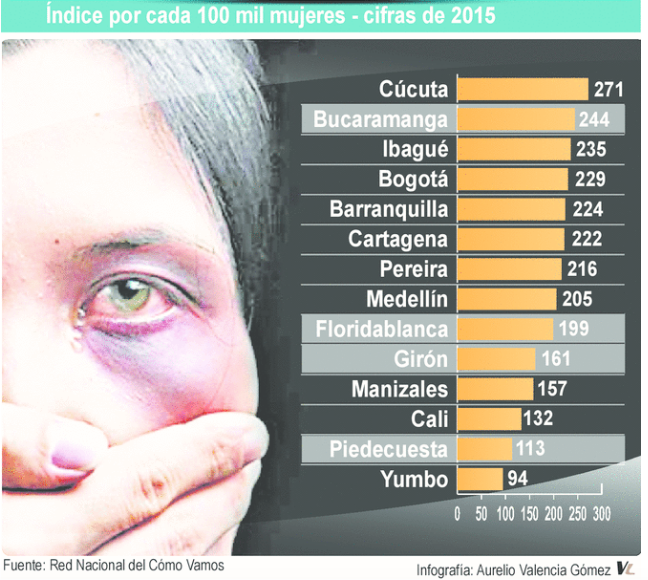 Índice por cada 100 mil mujeres - cifras de 2015
Cúcuta 271
Bucaramanga 244
Ibagué 235
Bogotá 229
Barranquilla 224
Cartagena 222
Pereira 216
Medellín 205
Floridablanca 199
Girón 161
Manizales 157
Cali 132
Piedecuesta 113
Yumbo 94
0 50 100 150 200 250 300
Fuente: Red Nacional del Cómo Vamos
Infografía: Aurelio Valencia Gómez VL